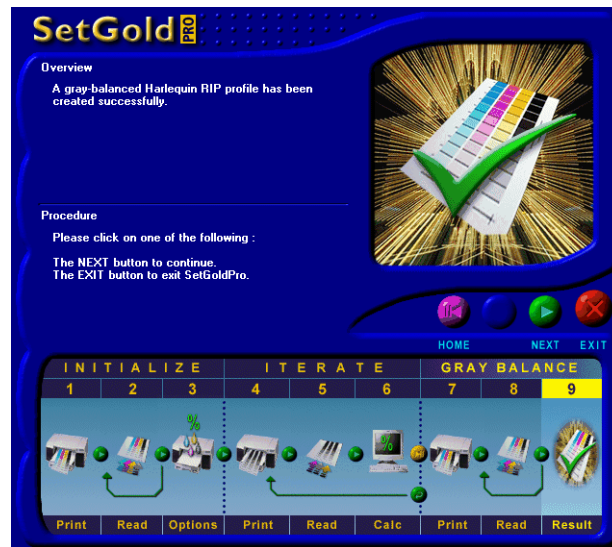 SetGold PRO
Overview
A gray-balanced Harlequin RIP profile has been
created successfully.
Procedure
Please click on one of the following :
The NEXT button to continue.
The EXIT button to exit SetGoldPro.
HOME NEXT EXIT
INITIALIZE ITERATE GRAY BALANCE
1 2 3 4 5 6 7 8 9
%
%
Print Read Options Print Read Calc Print Read Result